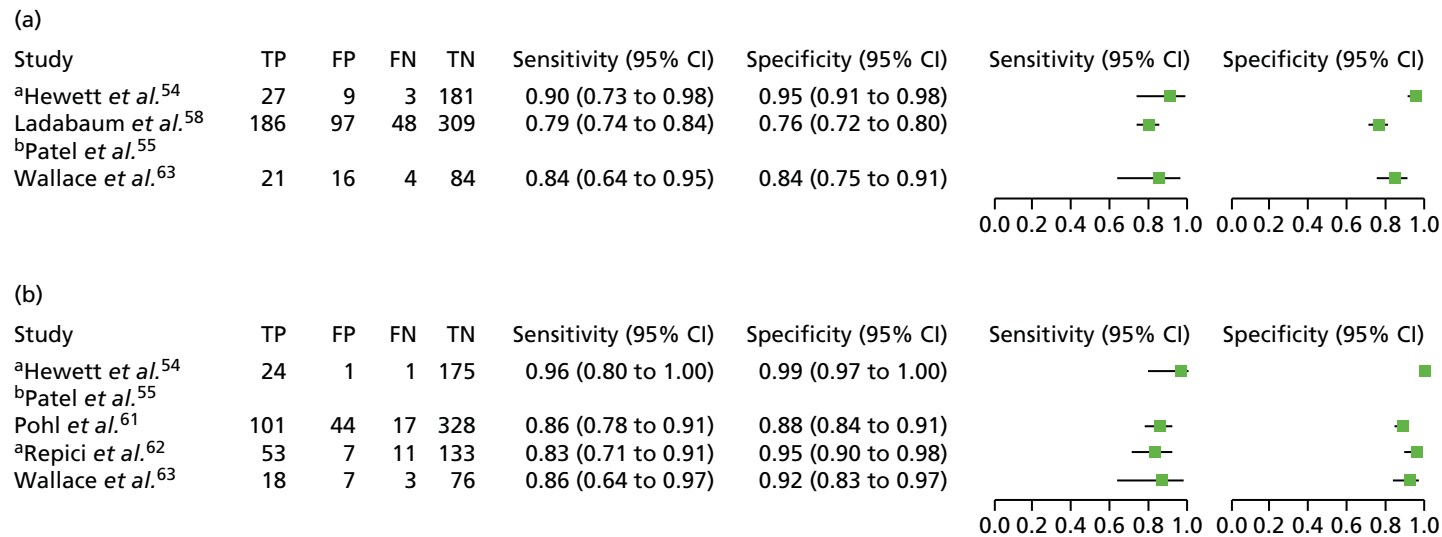 (a)
Study TP FP FN TN Sensitivity (95% CI) Specificity (95% CI) Sensitivity (95% CI) Specificity (95% CI)
ᵃHewett et al.⁵⁴ 27 9 3 181 0.90 (0.73 to 0.98) 0.95 (0.91 to 0.98)
Ladabaum et al.⁵⁸ 186 97 48 309 0.79 (0.74 to 0.84) 0.76 (0.72 to 0.80)
ᵇPatel et al.⁵⁵
Wallace et al.⁶³ 21 16 4 84 0.84 (0.64 to 0.95) 0.84 (0.75 to 0.91)
0.0 0.2 0.4 0.6 0.8 1.0 0.0 0.2 0.4 0.6 0.8 1.0
(b)
Study TP FP FN TN Sensitivity (95% CI) Specificity (95% CI) Sensitivity (95% CI) Specificity (95% CI)
ᵃHewett et al.⁵⁴ 24 1 1 175 0.96 (0.80 to 1.00) 0.99 (0.97 to 1.00)
ᵇPatel et al.⁵⁵
Pohl et al.⁶¹ 101 44 17 328 0.86 (0.78 to 0.91) 0.88 (0.84 to 0.91)
ᵃRepici et al.⁶² 53 7 11 133 0.83 (0.71 to 0.91) 0.95 (0.90 to 0.98)
Wallace et al.⁶³ 18 7 3 76 0.86 (0.64 to 0.97) 0.92 (0.83 to 0.97)
0.0 0.2 0.4 0.6 0.8 1.0 0.0 0.2 0.4 0.6 0.8 1.0